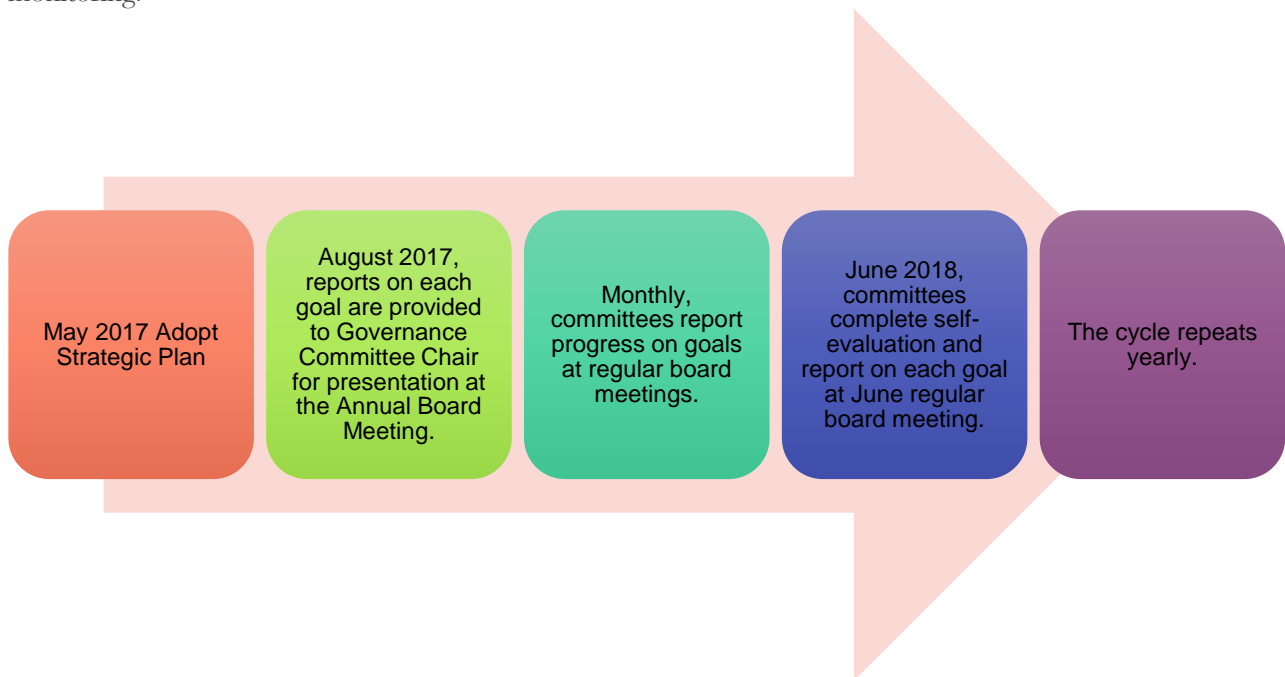 monitoring.
May 2017 Adopt
Strategic Plan
August 2017,
reports on each
goal are provided
to Governance
Committee Chair
for presentation at
the Annual Board
Meeting.
Monthly,
committees report
progress on goals
at regular board
meetings.
June 2018,
committees
complete self-
evaluation and
report on each goal
at June regular
board meeting.
The cycle repeats
yearly.